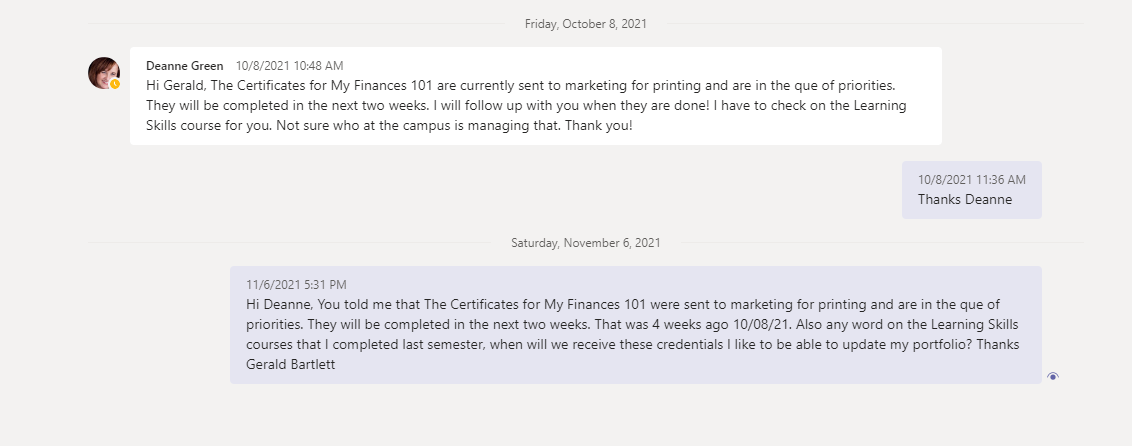 Friday, October 8, 2021
Deanne Green 10/8/2021 10:48 AM
Hi Gerald, The Certificates for My Finances 101 are currently sent to marketing for printing and are in the que of priorities.
They will be completed in the next two weeks. I will follow up with you when they are done! I have to check on the Learning
Skills course for you. Not sure who at the campus is managing that. Thank you!
10/8/2021 11:36 AM
Thanks Deanne
Saturday, November 6, 2021
11/6/2021 5:31 PM
Hi Deanne, You told me that The Certificates for My Finances 101 were sent to marketing for printing and are in the que of
priorities. They will be completed in the next two weeks. That was 4 weeks ago 10/08/21. Also any word on the Learning Skills
courses that I completed last semester, when will we receive these credentials I like to be able to update my portfolio? Thanks
Gerald Bartlett